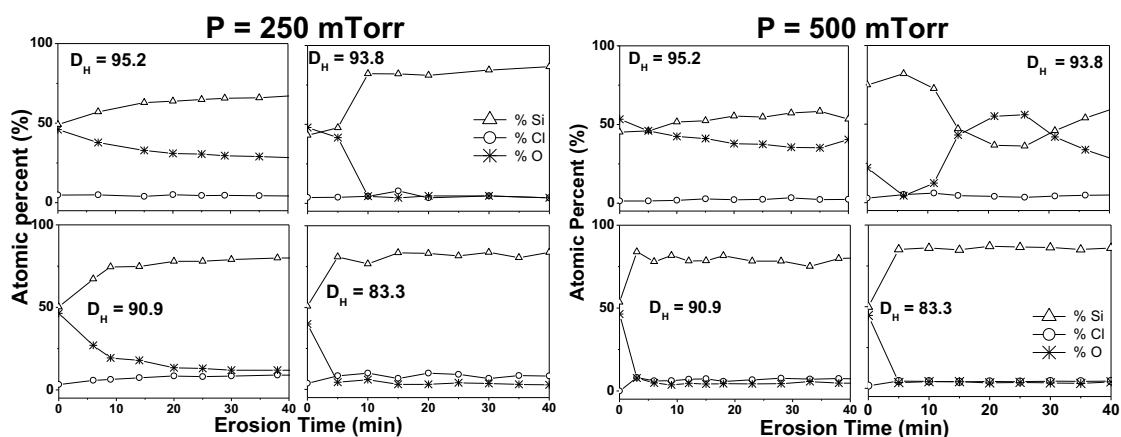 P = 250 mTorr
P = 500 mTorr
Atomic percent (%)
100
50
0
D_H = 95.2
D_H = 93.8
% Si
% Cl
% O
100
50
0
0 10 20 30 40
D_H = 90.9
0 10 20 30 40
D_H = 83.3
Erosion Time (min)
Atomic Percent (%)
100
50
0
D_H = 95.2
D_H = 93.8
100
50
0
0 10 20 30 40
D_H = 90.9
0 10 21 30 40
D_H = 83.3
% Si
% Cl
% O
Erosion Time (min)